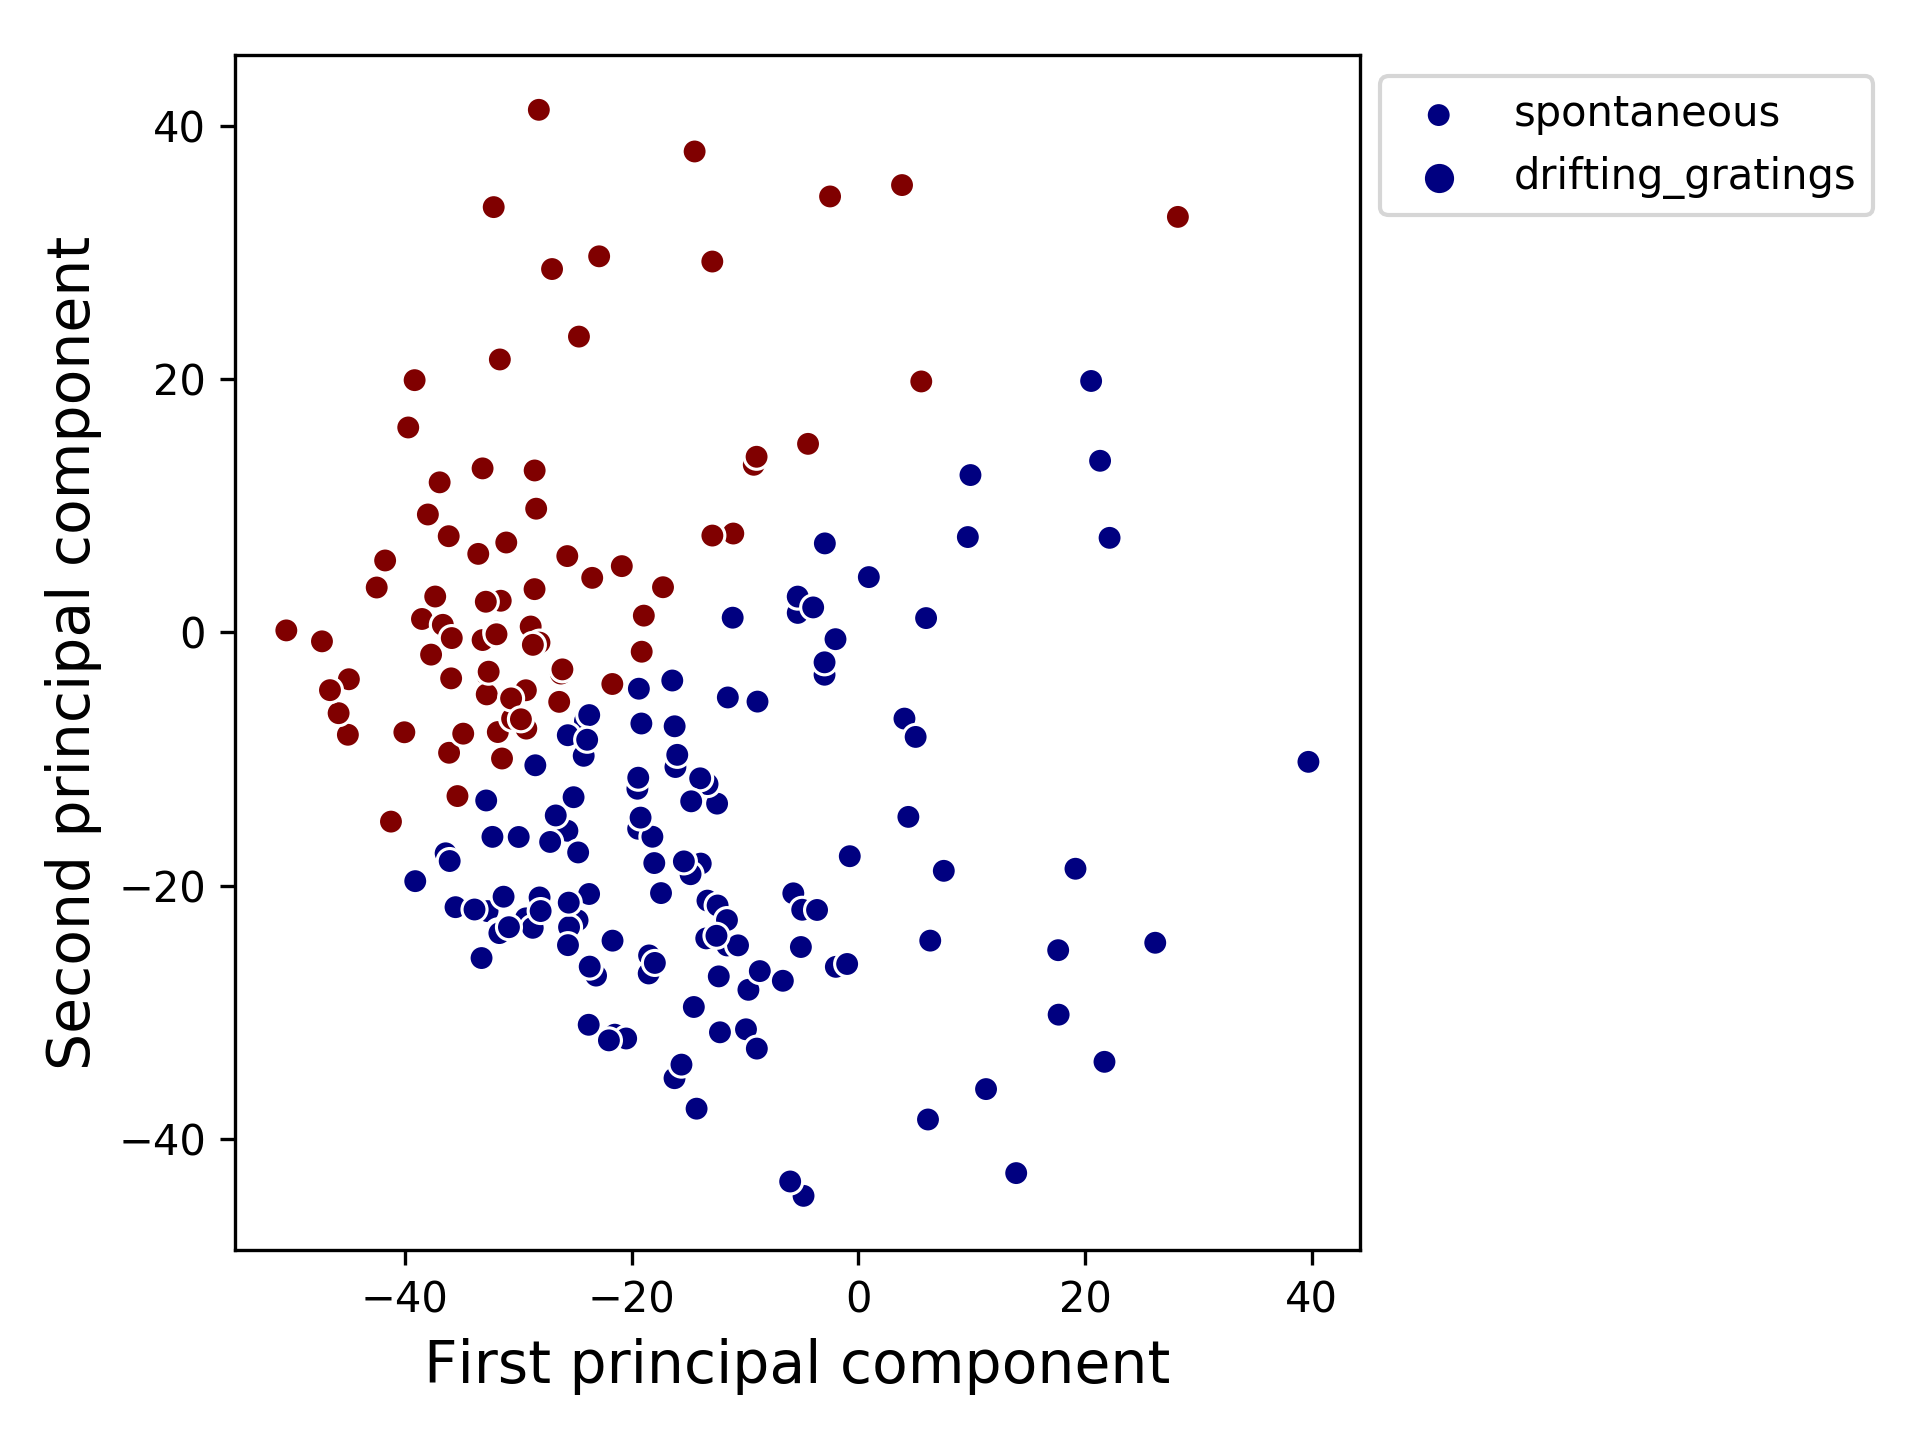 spontaneous
drifting_gratings
40
20
0
−20
−40
Second principal component
−40 −20 0 20 40
First principal component